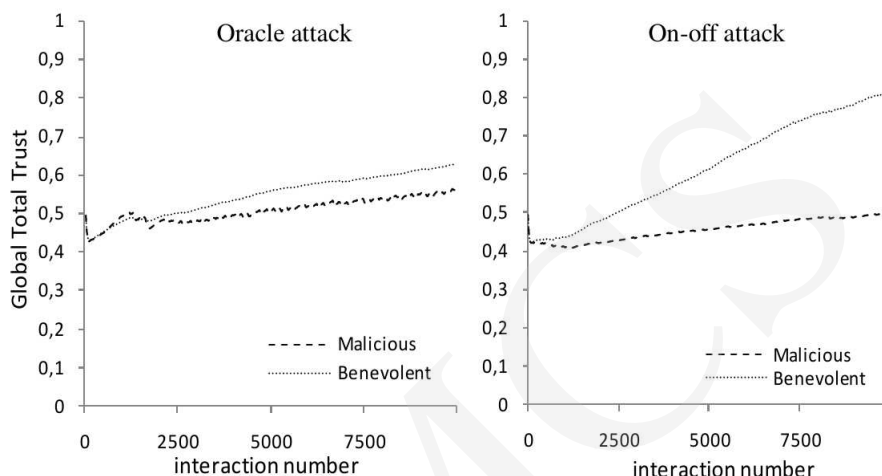 Oracle attack
Global Total Trust
1
0,9
0,8
0,7
0,6
0,5
0,4
0,3
0,2
0,1
0
0 2500 5000 7500
interaction number
Malicious
Benevolent
On-off attack
1
0,9
0,8
0,7
0,6
0,5
0,4
0,3
0,2
0,1
0
0 2500 5000 7500
interaction number
Malicious
Benevolent
MCS